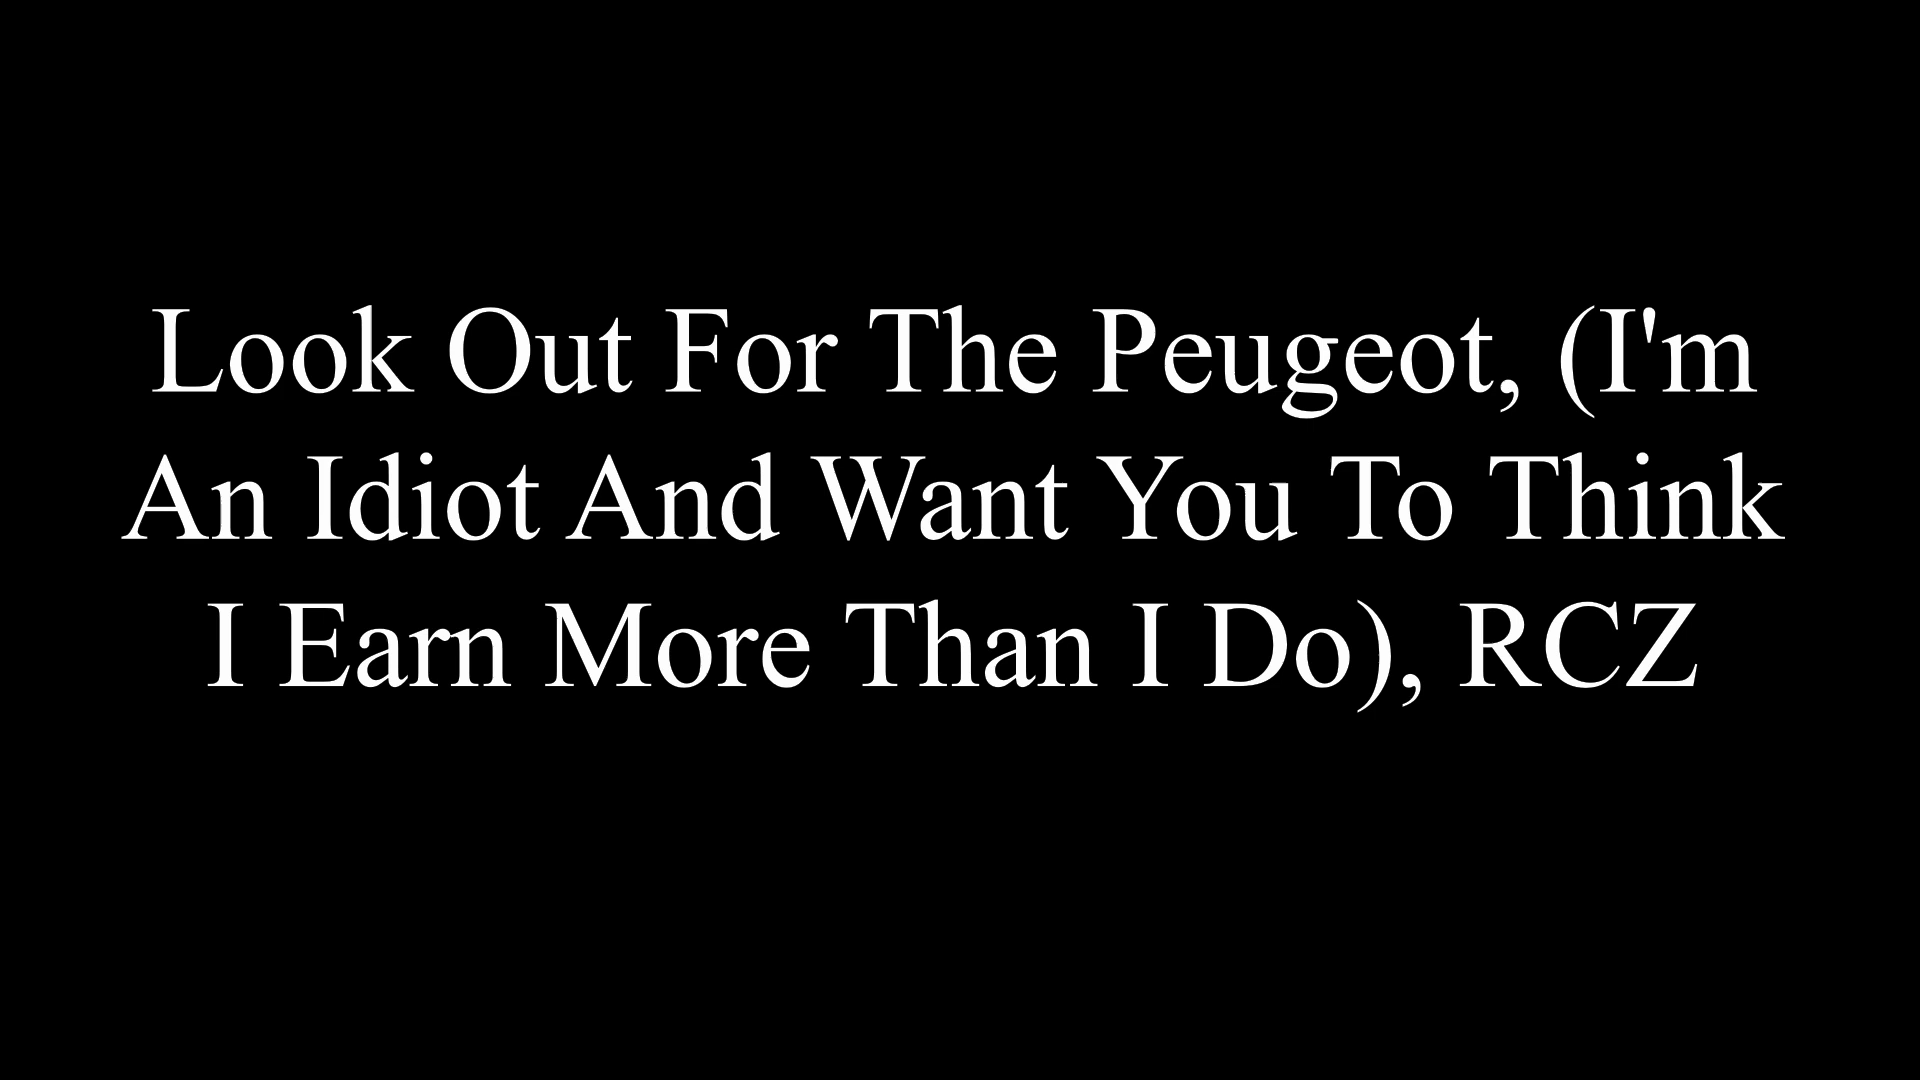 Look Out For The Peugeot, (I'm
An Idiot And Want You To Think
I Earn More Than I Do), RCZ